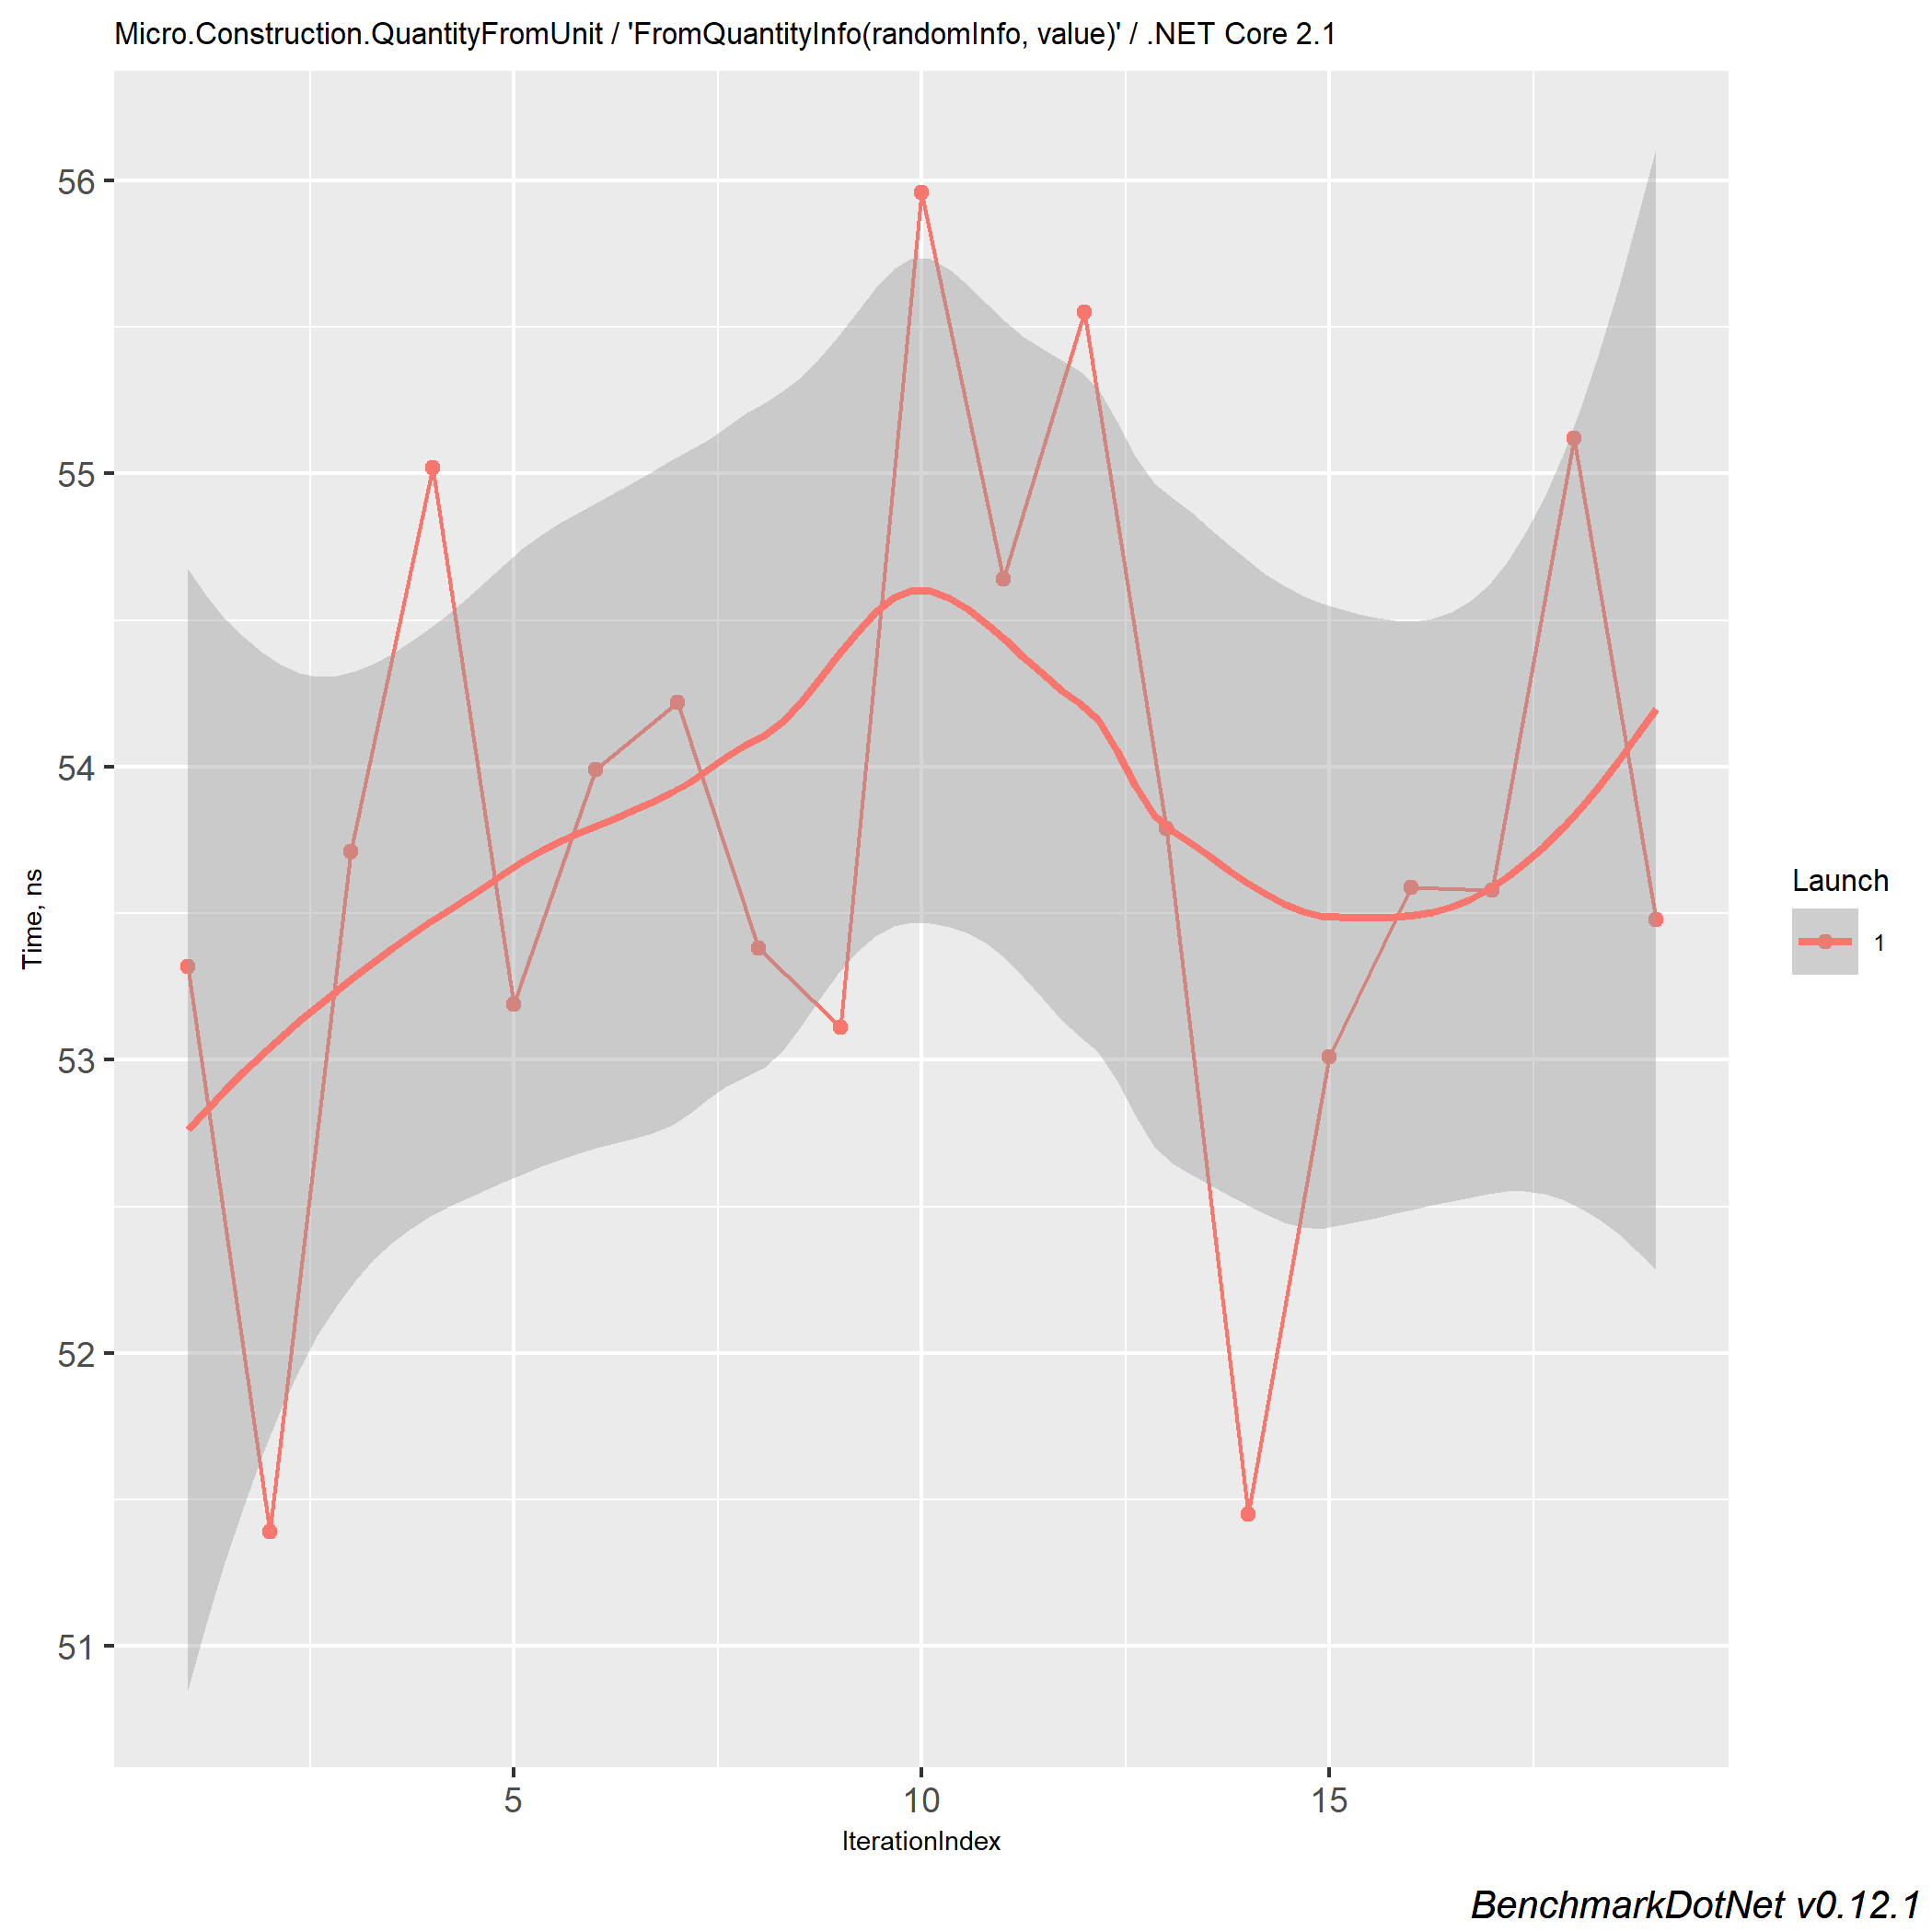 Micro.Construction.QuantityFromUnit / 'FromQuantityInfo(randomInfo, value)' / .NET Core 2.1
56
55
54
53
52
51
Time, ns
5 10 15
IterationIndex
Launch
1
BenchmarkDotNet v0.12.1